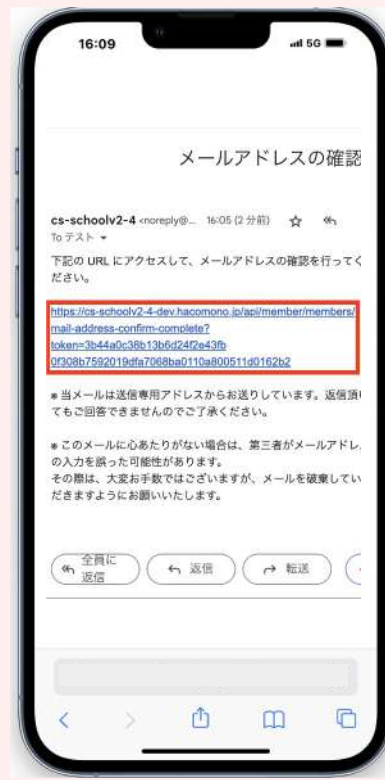 16:09
5G
メールアドレスの確認
cs-schoolv2-4 <noreply@... 16:05 (2 分前)
To テスト
下記の URL にアクセスして、メールアドレスの確認を行ってく
ださい。
https://cs-schoolv2-4-dev.hacomono.jp/api/member/members/
mail-address-confirm-complete?
token=3b44a0c38b13b6d24f2e43fb
0f308b7592019dfa7068ba0110a800511d0162b2
※当メールは送信専用アドレスからお送りしています。返信頂
てもご回答できませんのでご了承ください。
※このメールに心あたりがない場合は、第三者がメールアドレ
の入力を誤った可能性があります。
その際は、大変お手数ではございますが、メールを破棄してい
だきますようにお願いいたします。
全員に
返信
返信
転送